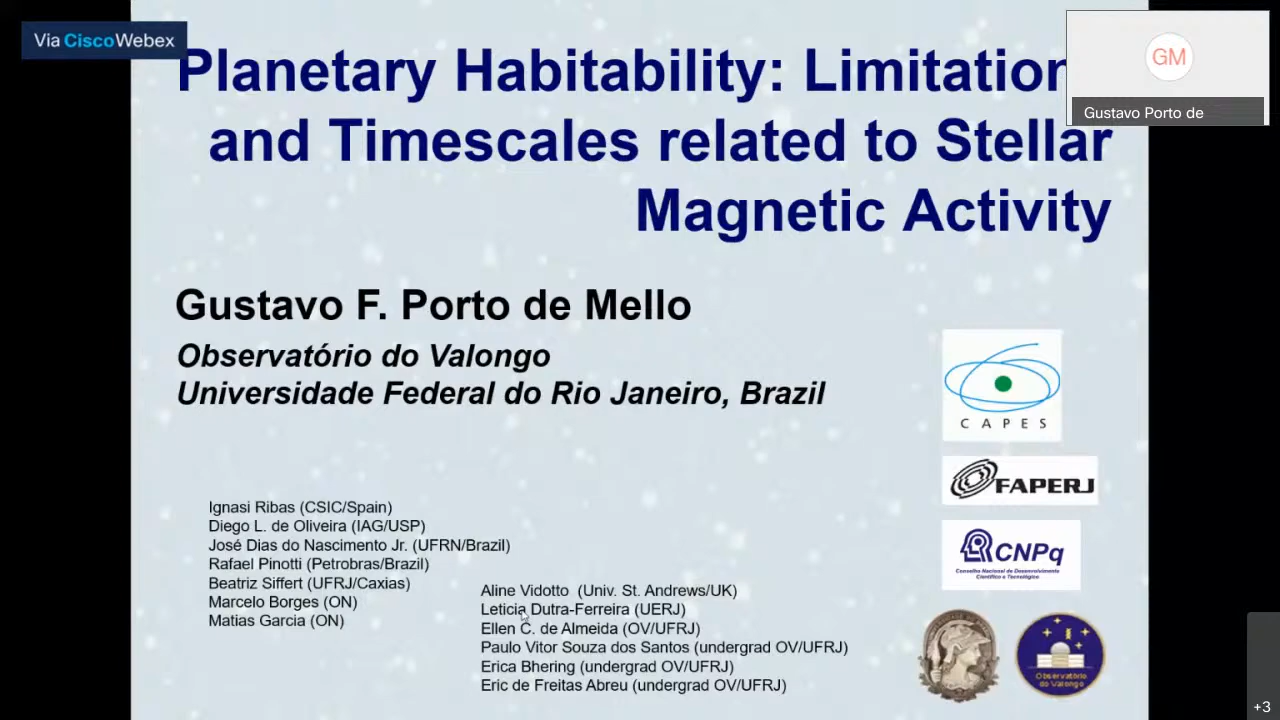 Via Cisco Webex
Planetary Habitability: Limitation
and Timescales related to Stellar
Magnetic Activity
GM
Gustavo Porto de
Gustavo F. Porto de Mello
Observatório do Valongo
Universidade Federal do Rio Janeiro, Brazil
CAPES
FAPERJ
CNPq
Conselho Nacional de Desenvolvimento
Científico e Tecnológico
Ignasi Ribas (CSIC/Spain)
Diego L. de Oliveira (IAG/USP)
José Dias do Nascimento Jr. (UFRN/Brazil)
Rafael Pinotti (Petrobras/Brazil)
Beatriz Siffert (UFRJ/Caxias)
Marcelo Borges (ON)
Matias Garcia (ON)
Aline Vidotto (Univ. St. Andrews/UK)
Leticia Dutra-Ferreira (UERJ)
Ellen C. de Almeida (OV/UFRJ)
Paulo Vitor Souza dos Santos (undergrad OV/UFRJ)
Erica Bhering (undergrad OV/UFRJ)
Eric de Freitas Abreu (undergrad OV/UFRJ)
Observatório
do Valongo
+3